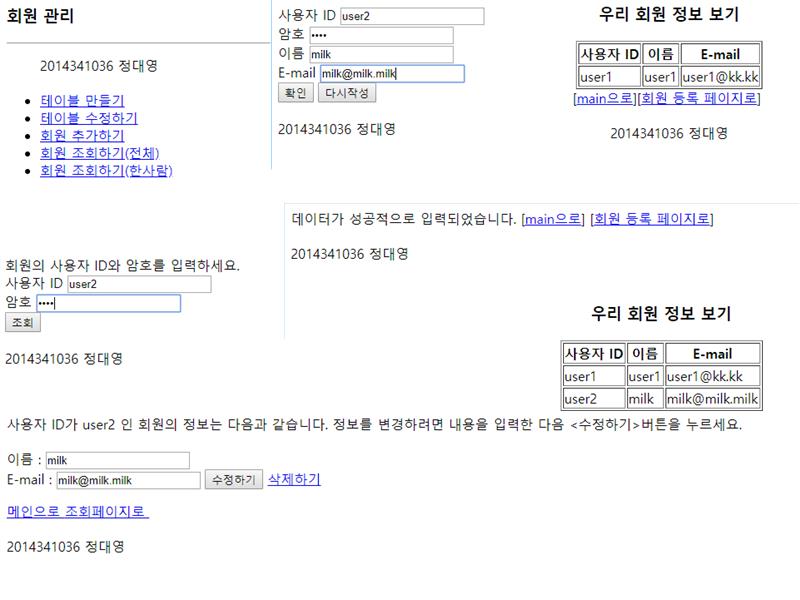 회원 관리
2014341036 정대영
테이블 만들기
테이블 수정하기
회원 추가하기
회원 조회하기(전체)
회원 조회하기(한사람)
사용자 ID user2
암호 ••••
이름 milk
E-mail milk@milk.milk
확인 다시작성
2014341036 정대영
우리 회원 정보 보기
사용자 ID 이름 E-mail
user1 user1 user1@kk.kk
[main으로][회원 등록 페이지로]
2014341036 정대영
데이터가 성공적으로 입력되었습니다. [main으로] [회원 등록 페이지로]
2014341036 정대영
회원의 사용자 ID와 암호를 입력하세요.
사용자 ID user2
암호 ••••
조회
2014341036 정대영
우리 회원 정보 보기
사용자 ID 이름 E-mail
user1 user1 user1@kk.kk
user2 milk milk@milk.milk
사용자 ID가 user2 인 회원의 정보는 다음과 같습니다. 정보를 변경하려면 내용을 입력한 다음 <수정하기>버튼을 누르세요.
이름 : milk
E-mail : milk@milk.milk 수정하기 삭제하기
메인으로 조회페이지로
2014341036 정대영